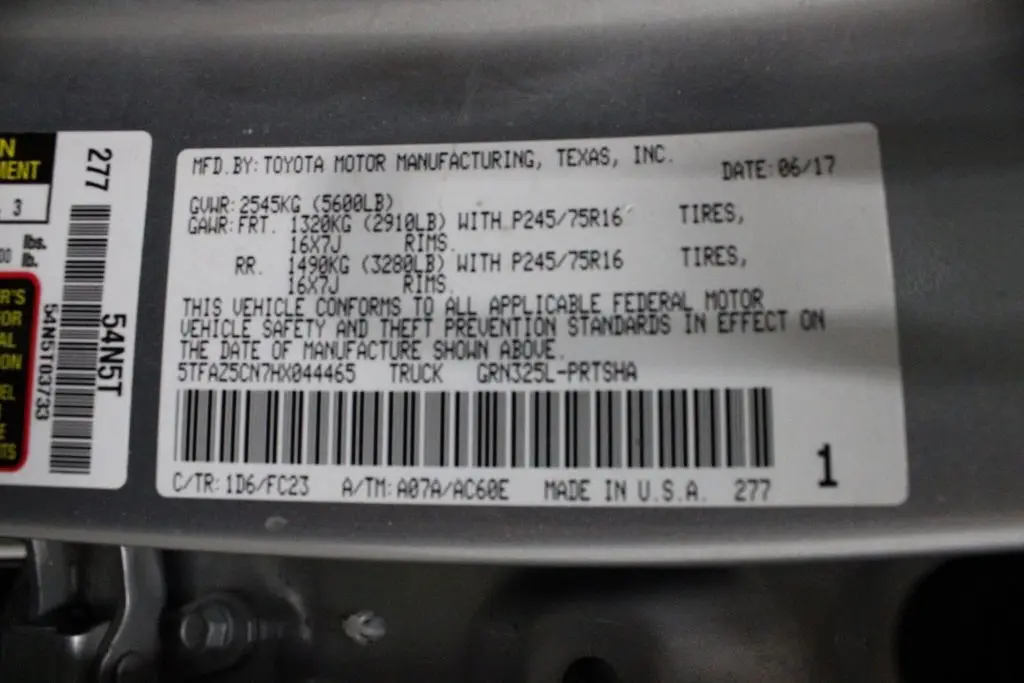 MFD. BY: TOYOTA MOTOR MANUFACTURING, TEXAS, INC. DATE: 06/17
GVWR: 2545KG (5600LB)
GAWR: FRT. 1320KG (2910LB) WITH P245/75R16 TIRES,
16X7J RIMS.
RR. 1490KG (3280LB) WITH P245/75R16 TIRES,
16X7J RIMS.
THIS VEHICLE CONFORMS TO ALL APPLICABLE FEDERAL MOTOR
VEHICLE SAFETY AND THEFT PREVENTION STANDARDS IN EFFECT ON
THE DATE OF MANUFACTURE SHOWN ABOVE.
5TFAZ5CN7HX044465 TRUCK GRN325L-PRTSHA
C/TR: 1D6/FC23 A/TM: A07A/AC60E MADE IN U.S.A. 277
1
277
54N5T
54N5T03733
3
lbs.
lb.